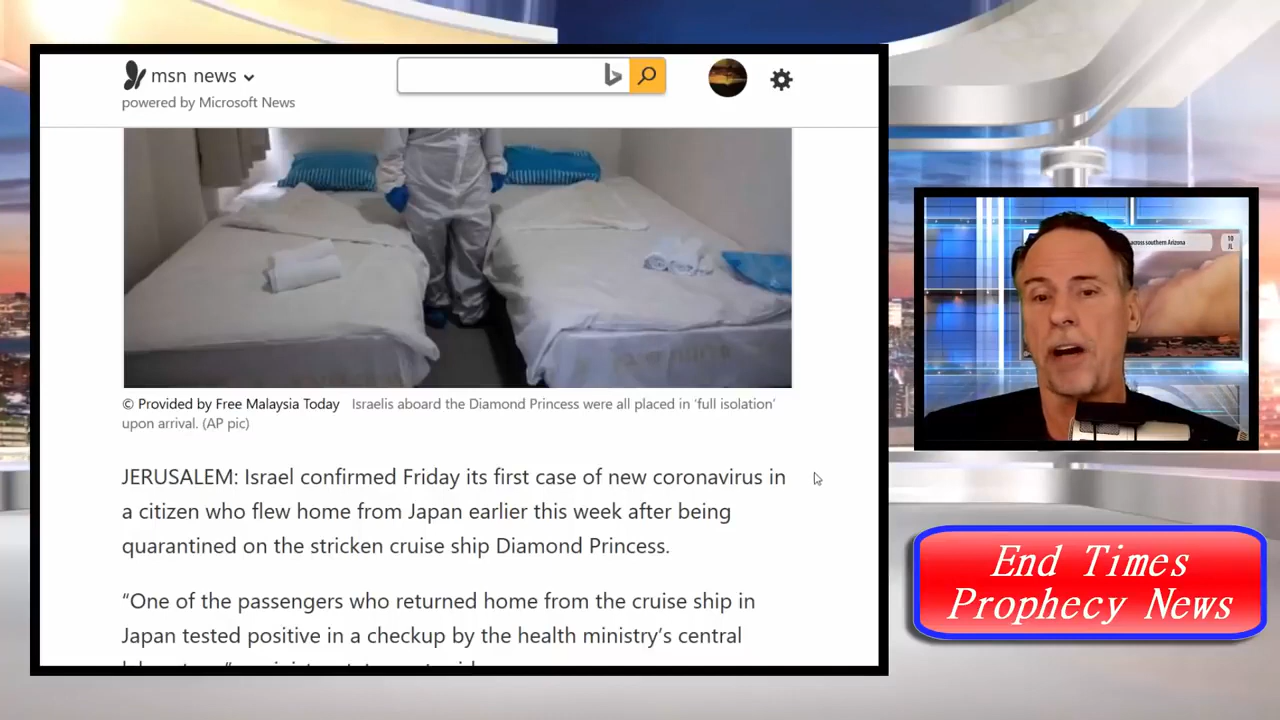 msn news
powered by Microsoft News
© Provided by Free Malaysia Today Israelis aboard the Diamond Princess were all placed in ‘full isolation’
upon arrival. (AP pic)
JERUSALEM: Israel confirmed Friday its first case of new coronavirus in
a citizen who flew home from Japan earlier this week after being
quarantined on the stricken cruise ship Diamond Princess.
“One of the passengers who returned home from the cruise ship in
Japan tested positive in a checkup by the health ministry’s central
across southern Arizona
10
End Times
Prophecy News